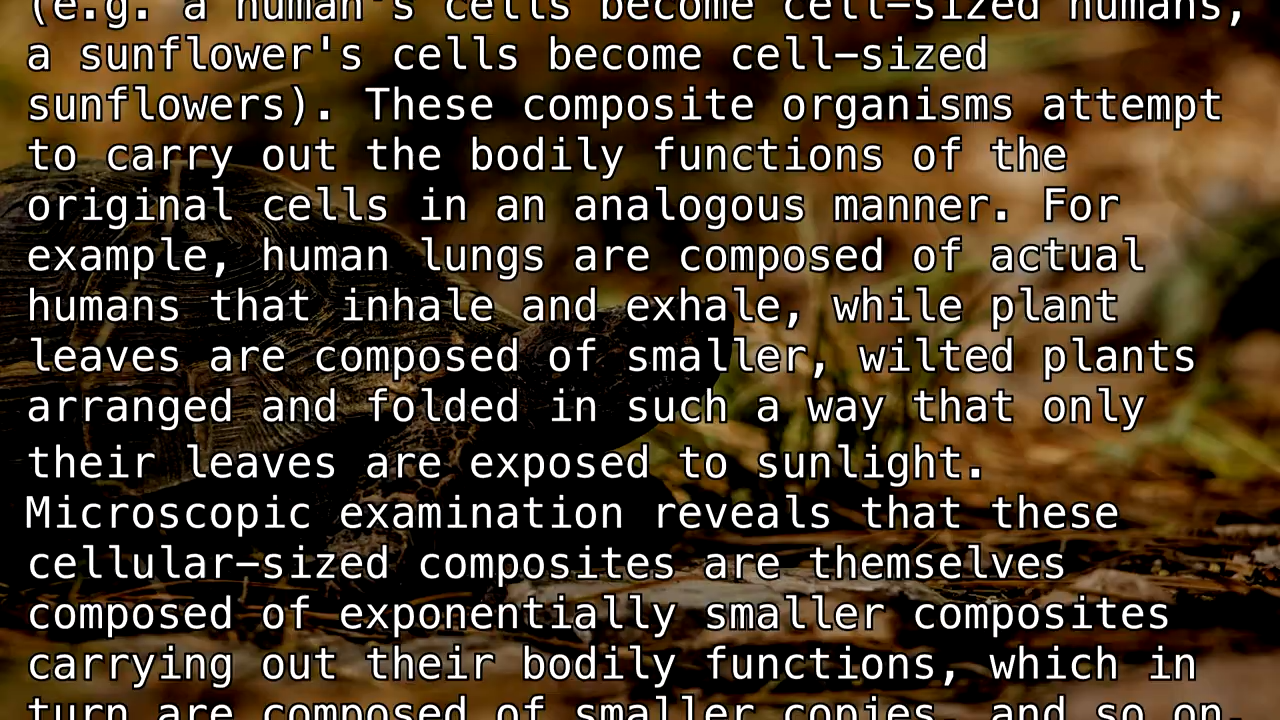 (e.g. a human's cells become cell-sized humans,
a sunflower's cells become cell-sized
sunflowers). These composite organisms attempt
to carry out the bodily functions of the
original cells in an analogous manner. For
example, human lungs are composed of actual
humans that inhale and exhale, while plant
leaves are composed of smaller, wilted plants
arranged and folded in such a way that only
their leaves are exposed to sunlight.
Microscopic examination reveals that these
cellular-sized composites are themselves
composed of exponentially smaller composites
carrying out their bodily functions, which in
turn are composed of smaller copies, and so on.